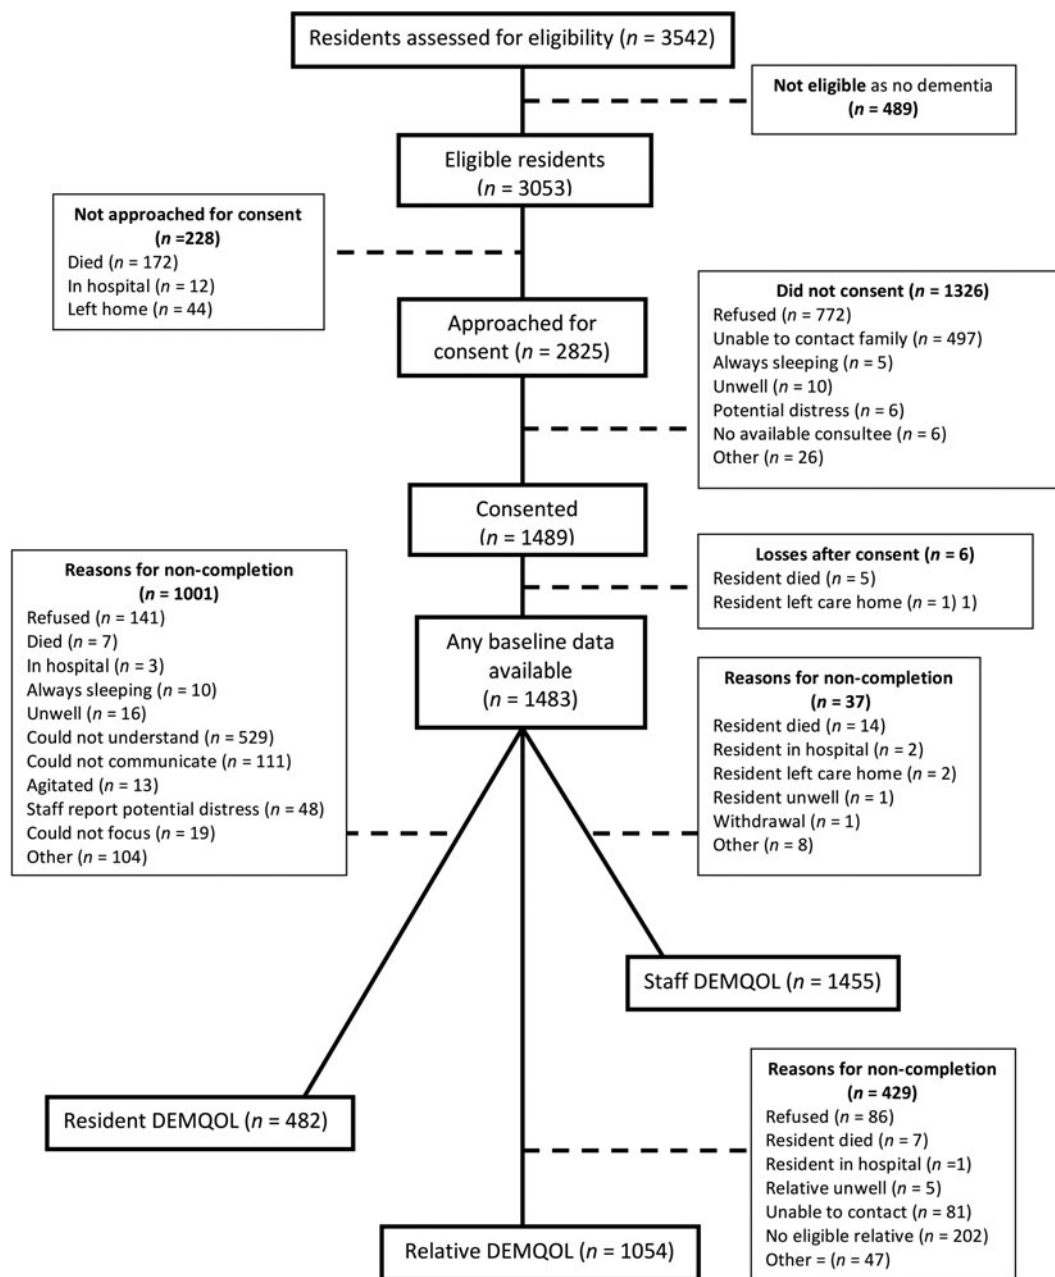 Residents assessed for eligibility (n = 3542)
Not eligible as no dementia
(n = 489)
Eligible residents
(n = 3053)
Not approached for consent
(n =228)
Died (n = 172)
In hospital (n = 12)
Left home (n = 44)
Approached for
consent (n = 2825)
Did not consent (n = 1326)
Refused (n = 772)
Unable to contact family (n = 497)
Always sleeping (n = 5)
Unwell (n = 10)
Potential distress (n = 6)
No available consultee (n = 6)
Other (n = 26)
Consented
(n = 1489)
Losses after consent (n = 6)
Resident died (n = 5)
Resident left care home (n = 1) 1)
Any baseline data
available
(n = 1483)
Reasons for non-completion
(n = 1001)
Refused (n = 141)
Died (n = 7)
In hospital (n = 3)
Always sleeping (n = 10)
Unwell (n = 16)
Could not understand (n = 529)
Could not communicate (n = 111)
Agitated (n = 13)
Staff report potential distress (n = 48)
Could not focus (n = 19)
Other (n = 104)
Reasons for non-completion
(n = 37)
Resident died (n = 14)
Resident in hospital (n = 2)
Resident left care home (n = 2)
Resident unwell (n = 1)
Withdrawal (n = 1)
Other (n = 8)
Staff DEMQOL (n = 1455)
Resident DEMQOL (n = 482)
Reasons for non-completion
(n = 429)
Refused (n = 86)
Resident died (n = 7)
Resident in hospital (n =1)
Relative unwell (n = 5)
Unable to contact (n = 81)
No eligible relative (n = 202)
Other = (n = 47)
Relative DEMQOL (n = 1054)